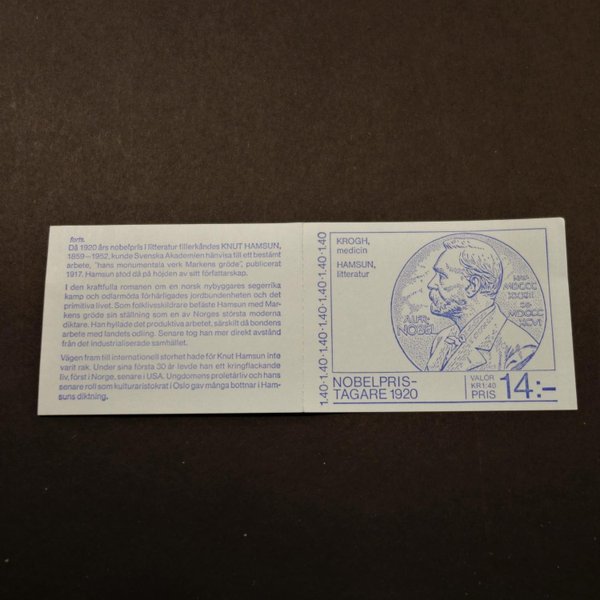 forts.
Då 1920 års nobelpris i litteratur tillerkändes KNUT HAMSUN,
1859–1952, kunde Svenska Akademien hänvisa till ett bestämt
arbete, "hans monumentala verk Markens gröde", publicerat
1917. Hamsun stod då på höjden av sitt författarskap.
I den kraftfulla romanen om en norsk nybyggares segerrika
kamp och odlarmöda förhärligades jordbundenheten och det
primitiva livet. Som folklivsskildrare befäste Hamsun med Mar-
kens gröde sin ställning som en av Norges största moderna
diktare. Han hyllade det produktiva arbetet, särskilt då bondens
arbete med landets odling. Senare tog han mer direkt avstånd
från det industrialiserade samhället.
Vägen fram till internationell storhet hade för Knut Hamsun inte
varit rak. Under sina första 30 år levde han ett kringflackande
liv, först i Norge, senare i USA. Ungdomens proletärliv och hans
senare roll som kulturaristokrat i Oslo gav många bottnar i Ham-
suns diktning.
1.40·1.40·1.40·1.40·1.40·1.40·1.40·1.40·1.40·1.40
KROGH,
medicin
HAMSUN,
litteratur
ALFR·
NOBEL
NAT·
MDCCC
XXXIII
OB·
MDCCC
XCVI
NOBELPRIS-
TAGARE 1920
VALÖR
KR 1:40
PRIS
14:–